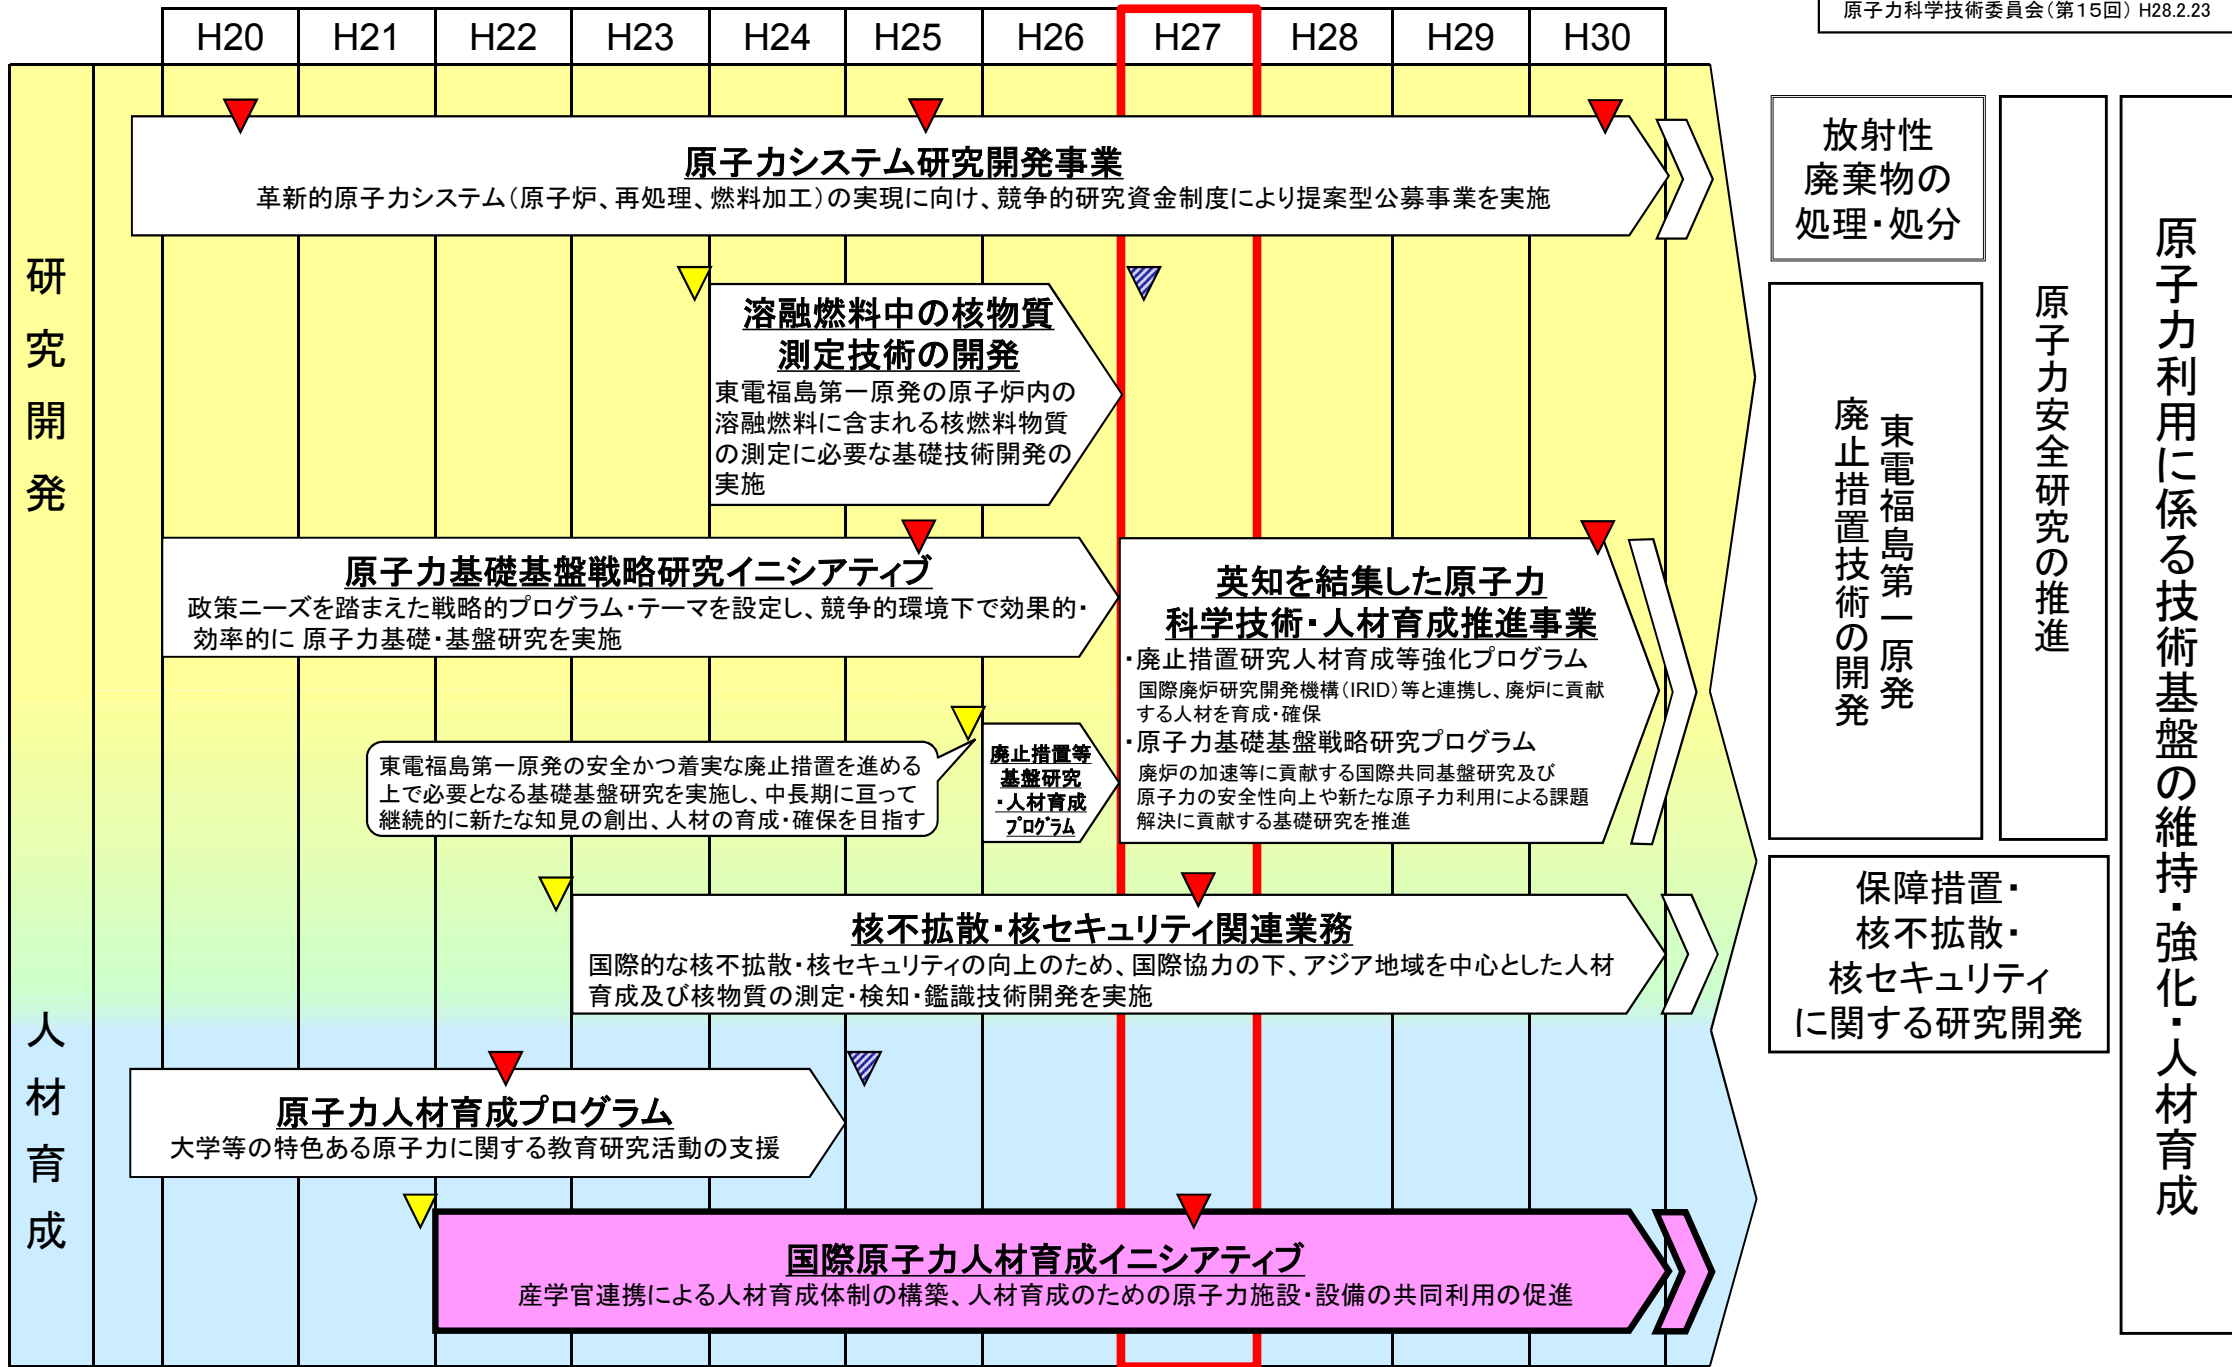 原子力科学技術委員会（第１５回） H28.2.23
H20 H21 H22 H23 H24 H25 H26 H27 H28 H29 H30
研究開発
原子力システム研究開発事業
革新的原子力システム（原子炉、再処理、燃料加工）の実現に向け、競争的研究資金制度により提案型公募事業を実施
溶融燃料中の核物質
測定技術の開発
東電福島第一原発の原子炉内の
溶融燃料に含まれる核燃料物質
の測定に必要な基礎技術開発の
実施
原子力基礎基盤戦略研究イニシアティブ
政策ニーズを踏まえた戦略的プログラム・テーマを設定し、競争的環境下で効果的・
効率的に 原子力基礎・基盤研究を実施
英知を結集した原子力
科学技術・人材育成推進事業
・廃止措置研究人材育成等強化プログラム
国際廃炉研究開発機構（IRID）等と連携し、廃炉に貢献
する人材を育成・確保
・原子力基礎基盤戦略研究プログラム
廃炉の加速等に貢献する国際共同基盤研究及び
原子力の安全性向上や新たな原子力利用による課題
解決に貢献する基礎研究を推進
東電福島第一原発の安全かつ着実な廃止措置を進める
上で必要となる基礎基盤研究を実施し、中長期に亘って
継続的に新たな知見の創出、人材の育成・確保を目指す
廃止措置等
基盤研究
・人材育成
ﾌﾟﾛｸﾞﾗﾑ
核不拡散・核セキュリティ関連業務
国際的な核不拡散・核セキュリティの向上のため、国際協力の下、アジア地域を中心とした人材
育成及び核物質の測定・検知・鑑識技術開発を実施
人材育成
原子力人材育成プログラム
大学等の特色ある原子力に関する教育研究活動の支援
国際原子力人材育成イニシアティブ
産学官連携による人材育成体制の構築、人材育成のための原子力施設・設備の共同利用の促進
放射性
廃棄物の
処理・処分
東電福島第一原発
廃止措置技術の開発
原子力安全研究の推進
保障措置・
核不拡散・
核セキュリティ
に関する研究開発
原子力利用に係る技術基盤の維持・強化・人材育成